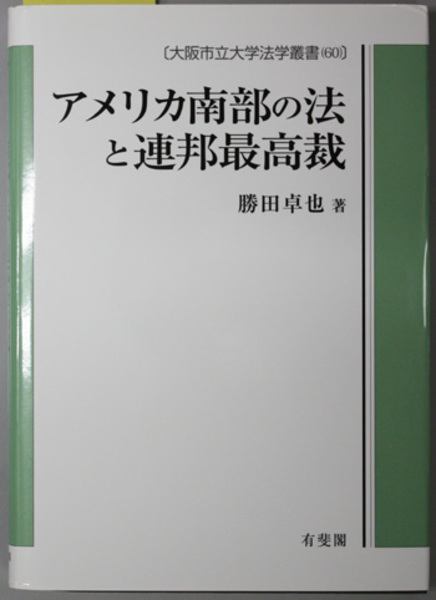 〔大阪市立大学法学叢書(60)〕
アメリカ南部の法
と連邦最高裁
勝田卓也 著
有斐閣